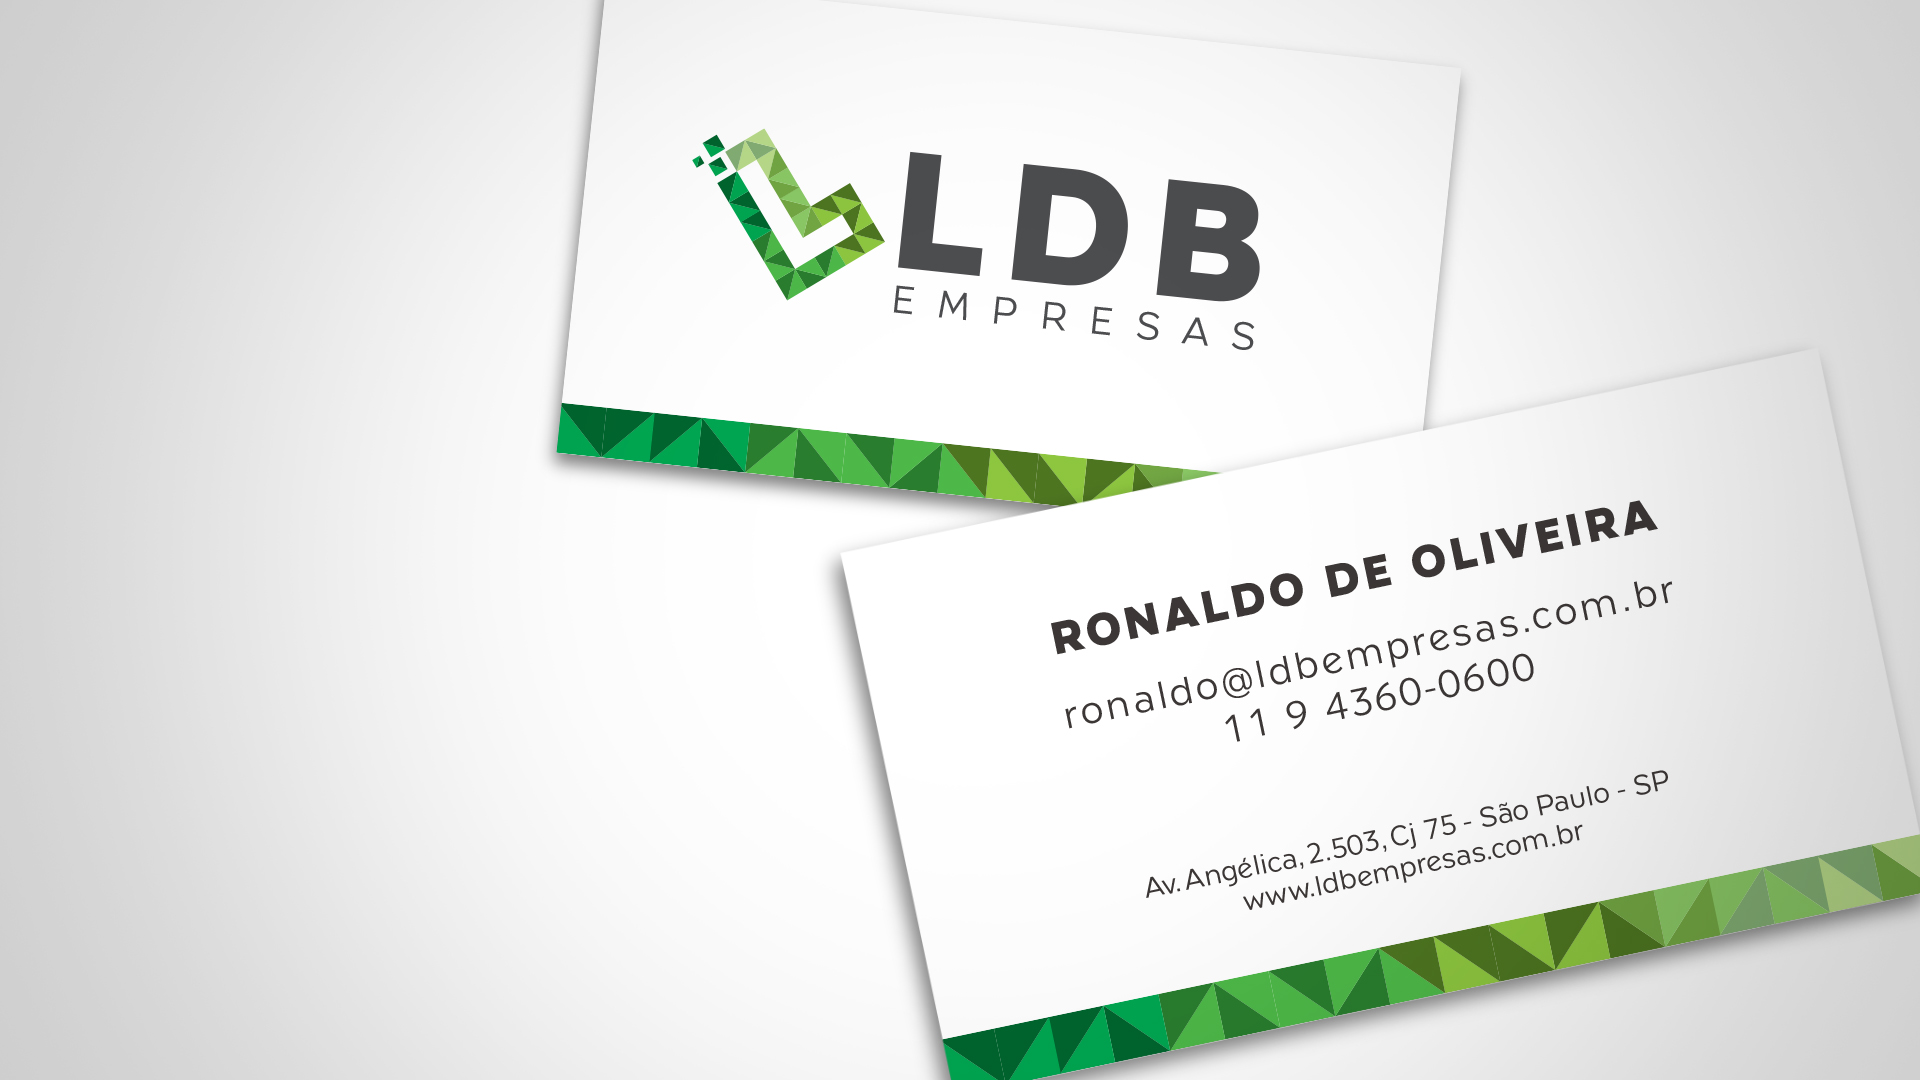 LDB
EMPRESAS
RONALDO DE OLIVEIRA
ronaldo@ldbempresas.com.br
11 9 4360-0600
Av. Angélica, 2.503, Cj 75 - São Paulo - SP
www.ldbempresas.com.br